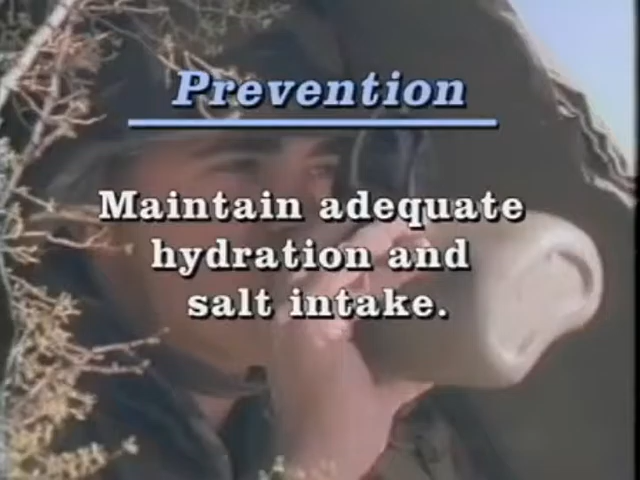 Prevention
Maintain adequate
hydration and
salt intake.